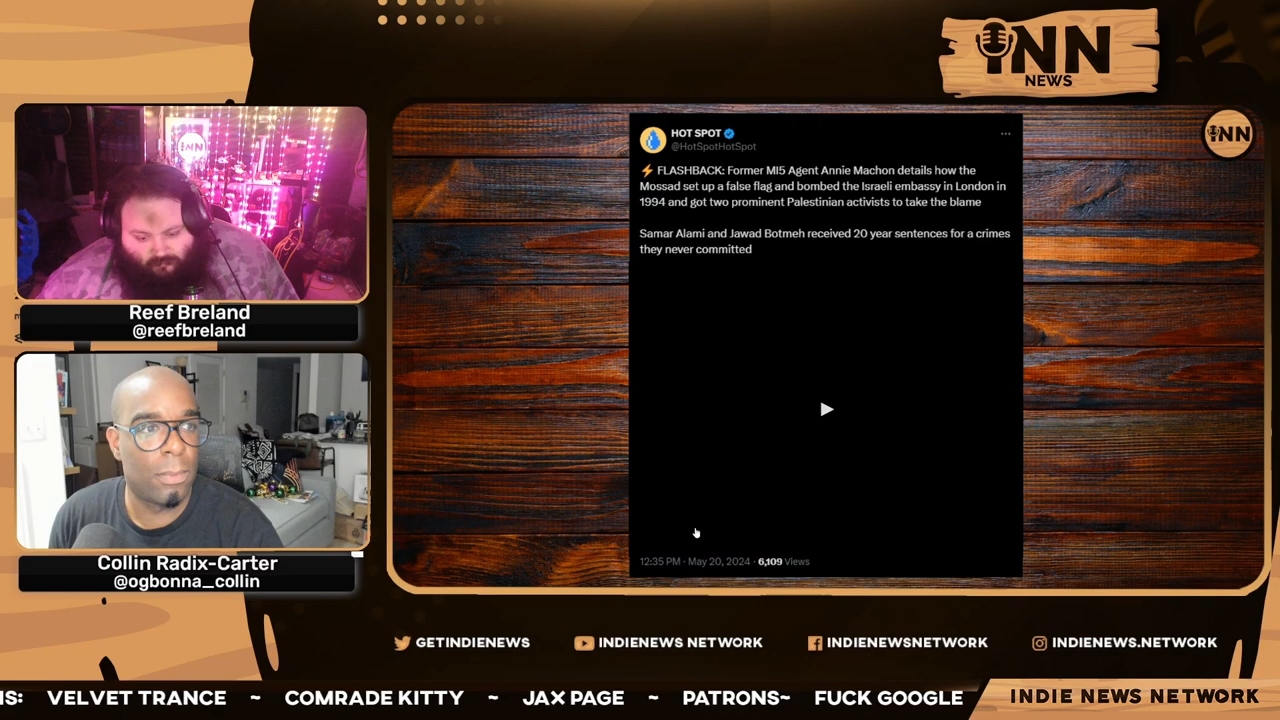 iNN
NEWS
iNN
HOT SPOT
@HotSpotHotSpot
⚡ FLASHBACK: Former MI5 Agent Annie Machon details how the
Mossad set up a false flag and bombed the Israeli embassy in London in
1994 and got two prominent Palestinian activists to take the blame
Samar Alami and Jawad Botmeh received 20 year sentences for a crimes
they never committed
12:35 PM · May 20, 2024 · 6,109 Views
iNN
Reef Breland
@reefbreland
Collin Radix-Carter
@ogbonna_collin
GETINDIENEWS
INDIENEWS NETWORK
INDIENEWSNETWORK
INDIENEWS.NETWORK
NS: VELVET TRANCE ~ COMRADE KITTY ~ JAX PAGE ~ PATRONS~ FUCK GOOGLE
INDIE NEWS NETWORK